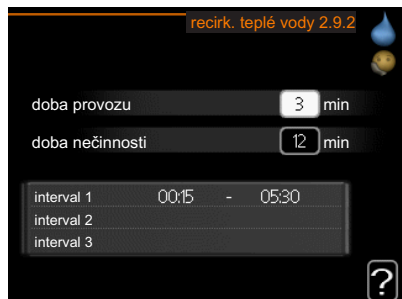 recirk. teplé vody 2.9.2
doba provozu 3 min
doba nečinnosti 12 min
interval 1 00:15 - 05:30
interval 2
interval 3
?